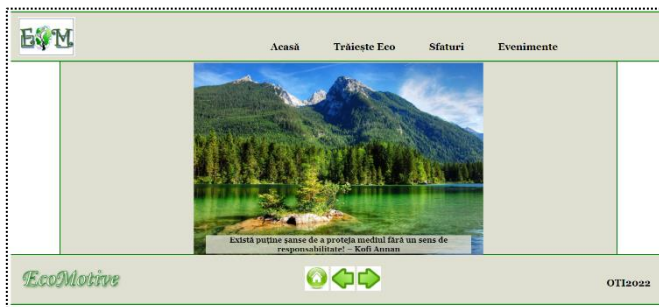 EM
Acasă Trăiește Eco Sfaturi Evenimente
Există puține șanse de a proteja mediul fără un sens de
responsabilitate! – Kofi Annan
EcoMotive
OTI2022